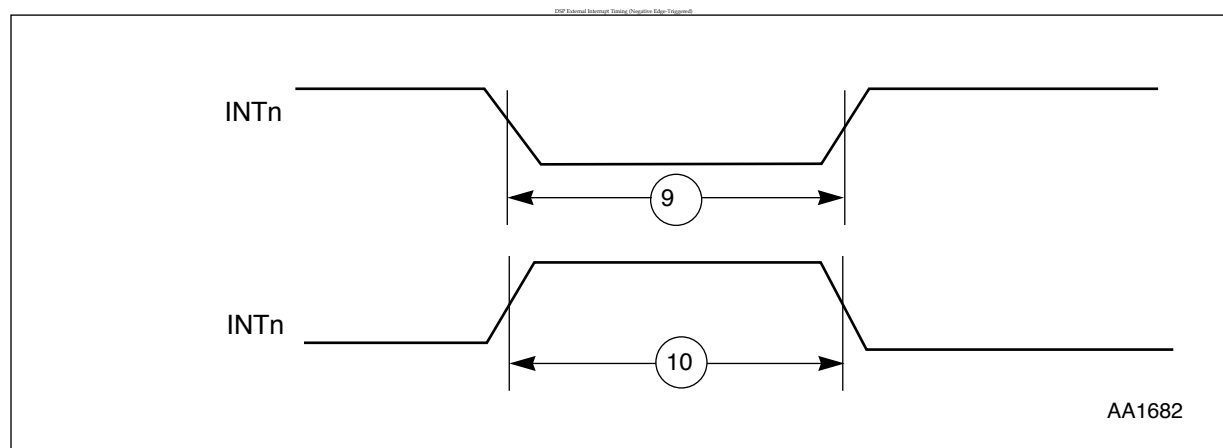 DSP External Interrupt Timing (Negative Edge-Triggered)
INTn
9
INTn
10
AA1682